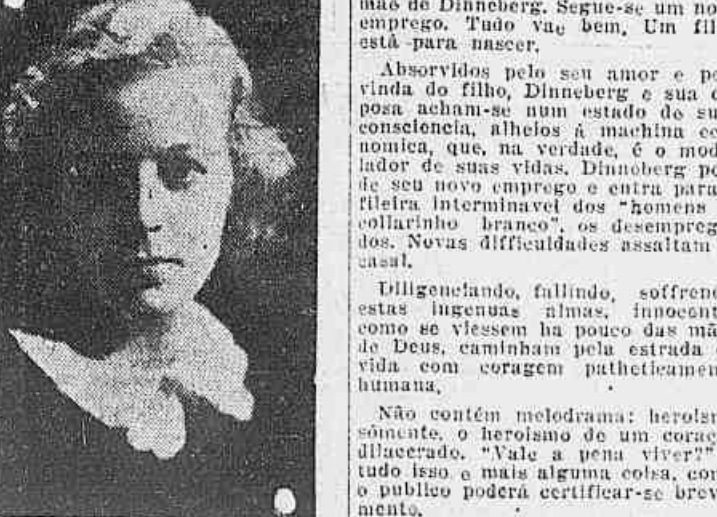 mãe de Dinneberg. Segue-se um no
emprego. Tudo vae bem. Um fil
está para nascer.
Absorvidos pelo seu amor e pe
vinda do filho, Dinneberg e sua e
posa acham-se num estado de su
consciencia, alheios á machina ec
nomica, que, na verdade, é o mod
lador de suas vidas. Dinneberg pe
de seu novo emprego e entra para
fileira interminavel dos "homens
collarinho branco", os desempreg
dos. Novas difficuldades assaltam
casal.
Diligenciando, fallindo, soffrend
estas ingenuas almas, innocent
como se viessem ha pouco das mã
de Deus, caminham pela estrada
vida com coragem patheticamen
humana.
Não contém melodrama: heroism
sómente, o heroismo de um coraç
dilacerado. "Vale a pena viver?"
tudo isso e mais alguma coisa, com
o publico poderá certificar-se brev
mente.